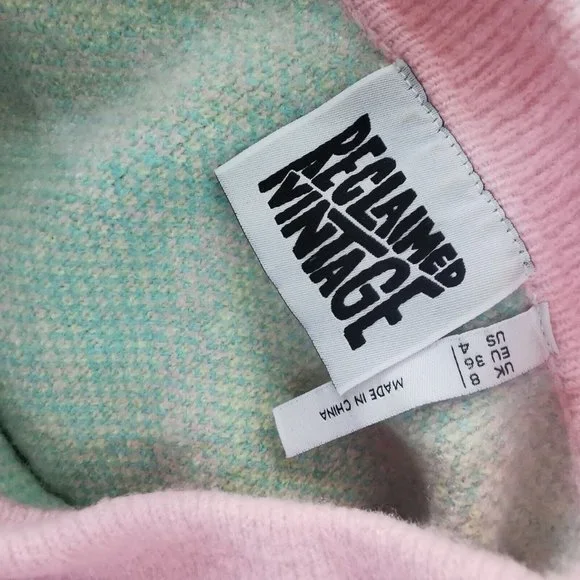 RECLAIMED
VINTAGE
UK | 8
EU | 36
US | 4
MADE IN CHINA